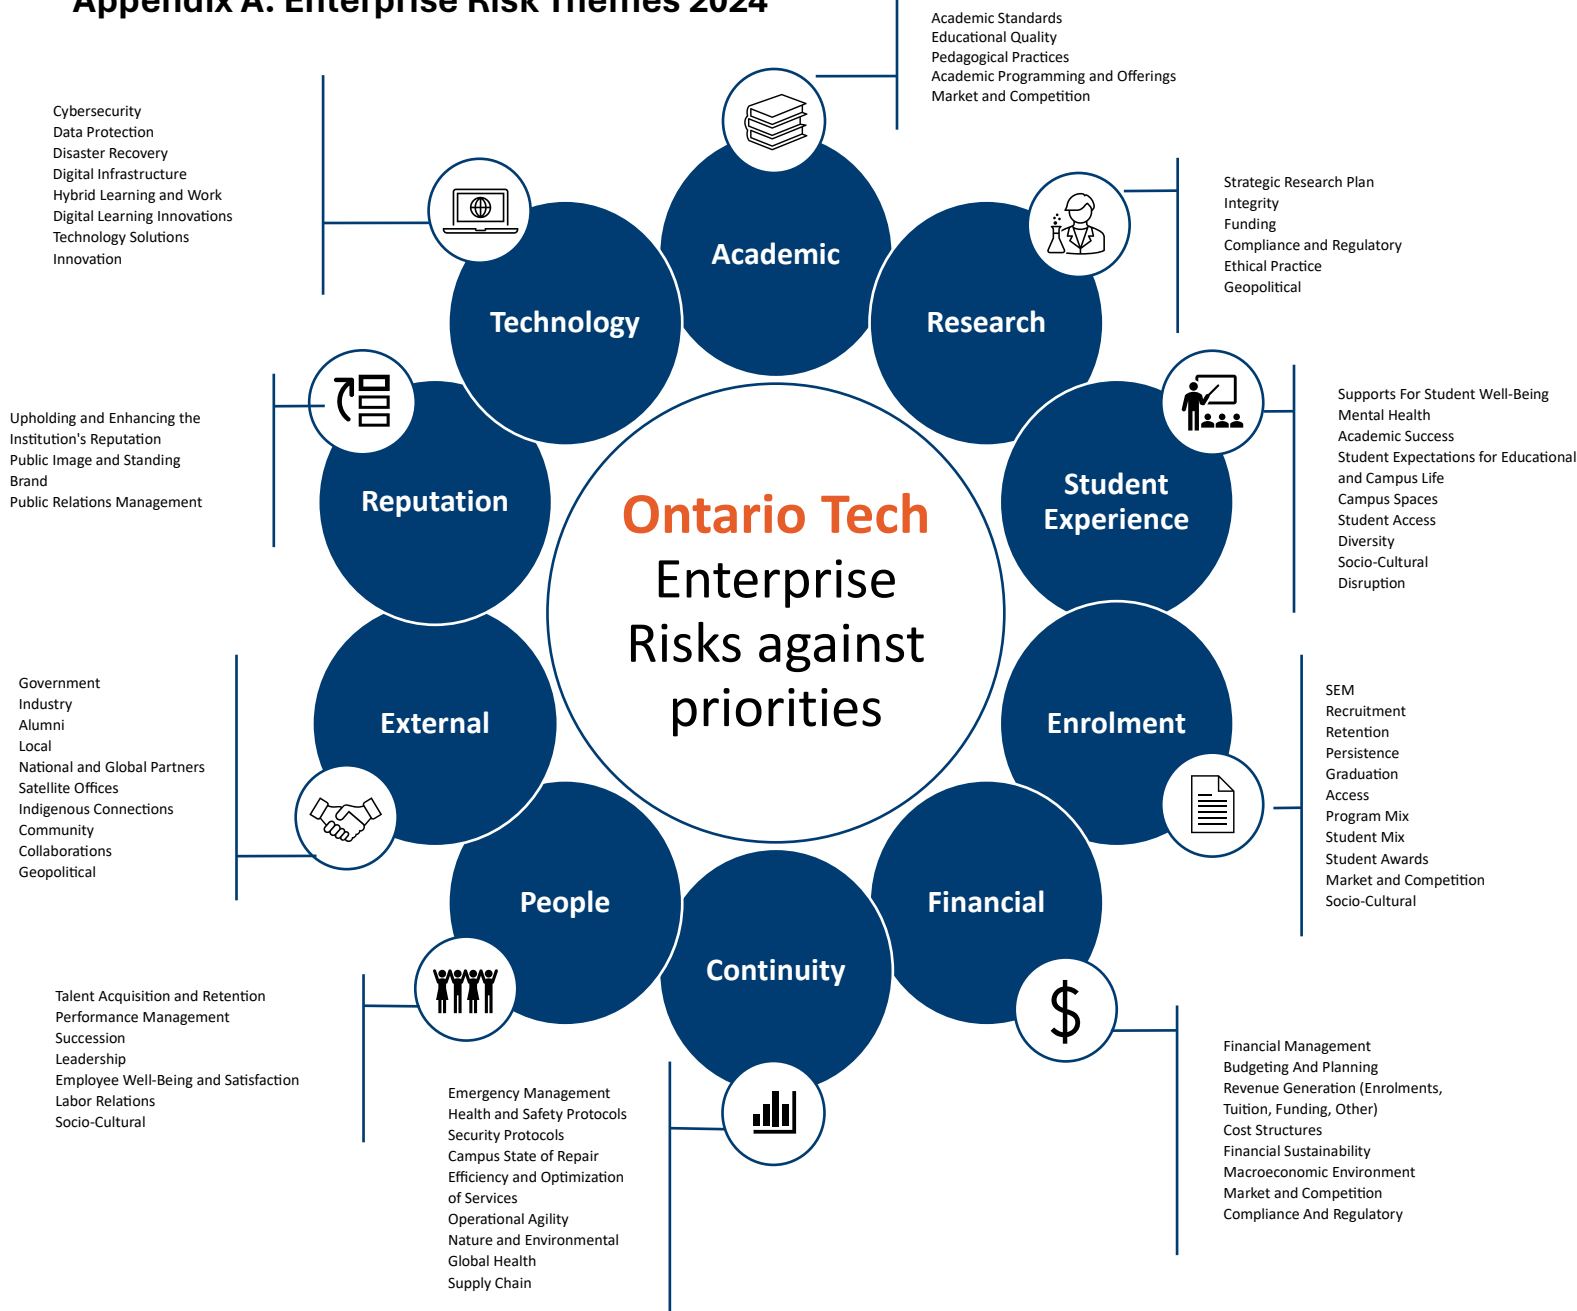 Appendix A: Enterprise Risk Themes 2024
Academic Standards
Educational Quality
Pedagogical Practices
Academic Programming and Offerings
Market and Competition
Cybersecurity
Data Protection
Disaster Recovery
Digital Infrastructure
Hybrid Learning and Work
Digital Learning Innovations
Technology Solutions
Innovation
Strategic Research Plan
Integrity
Funding
Compliance and Regulatory
Ethical Practice
Geopolitical
Academic
Technology
Research
Upholding and Enhancing the
Institution's Reputation
Public Image and Standing
Brand
Public Relations Management
Supports For Student Well-Being
Mental Health
Academic Success
Student Expectations for Educational
and Campus Life
Campus Spaces
Student Access
Diversity
Socio-Cultural
Disruption
Reputation
Student
Experience
Ontario Tech
Enterprise
Risks against
priorities
Government
Industry
Alumni
Local
National and Global Partners
Satellite Offices
Indigenous Connections
Community
Collaborations
Geopolitical
External
Enrolment
SEM
Recruitment
Retention
Persistence
Graduation
Access
Program Mix
Student Mix
Student Awards
Market and Competition
Socio-Cultural
People
Financial
Continuity
Talent Acquisition and Retention
Performance Management
Succession
Leadership
Employee Well-Being and Satisfaction
Labor Relations
Socio-Cultural
Emergency Management
Health and Safety Protocols
Security Protocols
Campus State of Repair
Efficiency and Optimization
of Services
Operational Agility
Nature and Environmental
Global Health
Supply Chain
$
Financial Management
Budgeting And Planning
Revenue Generation (Enrolments,
Tuition, Funding, Other)
Cost Structures
Financial Sustainability
Macroeconomic Environment
Market and Competition
Compliance And Regulatory